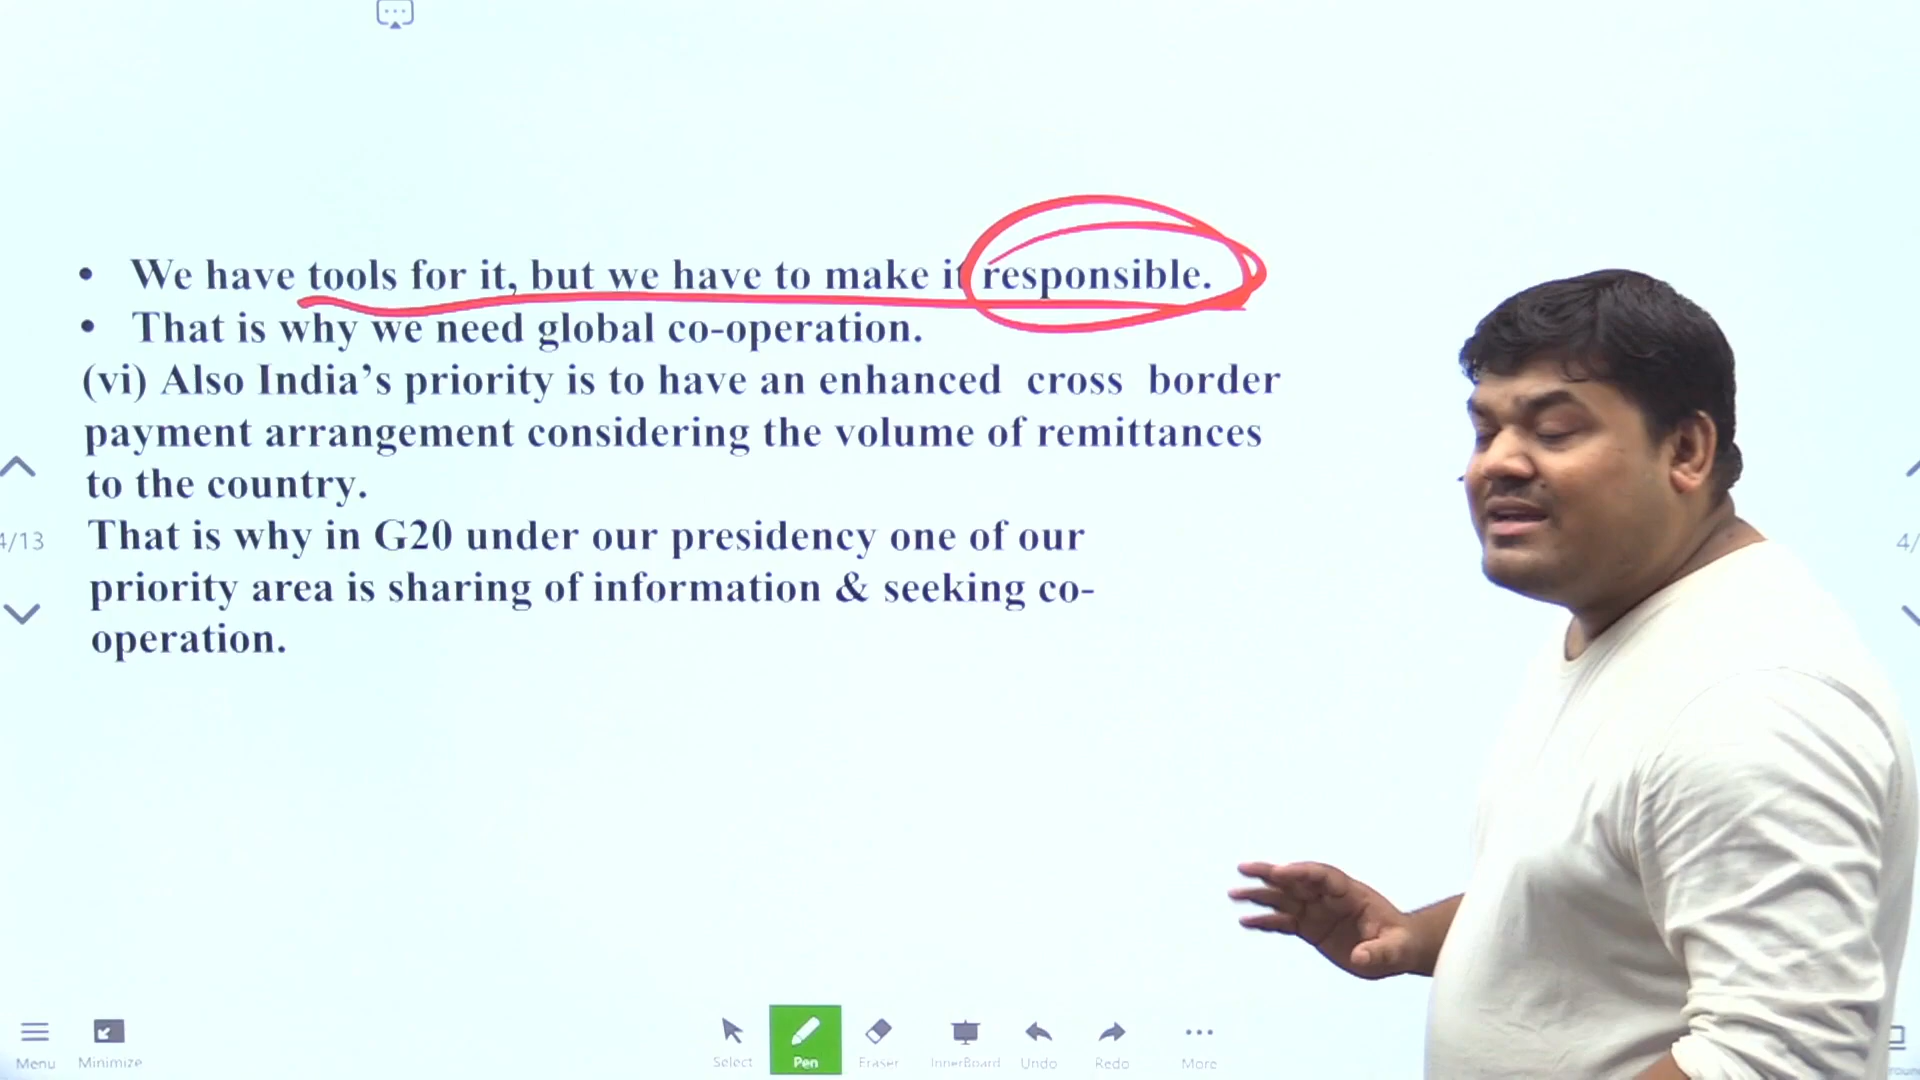 • We have tools for it, but we have to make it responsible.
• That is why we need global co-operation.
(vi) Also India’s priority is to have an enhanced cross border
payment arrangement considering the volume of remittances
to the country.
That is why in G20 under our presidency one of our
priority area is sharing of information & seeking co-
operation.
4/13
4/
Menu
Minimize
Select
Pen
Eraser
InnerBoard
Undo
Redo
More